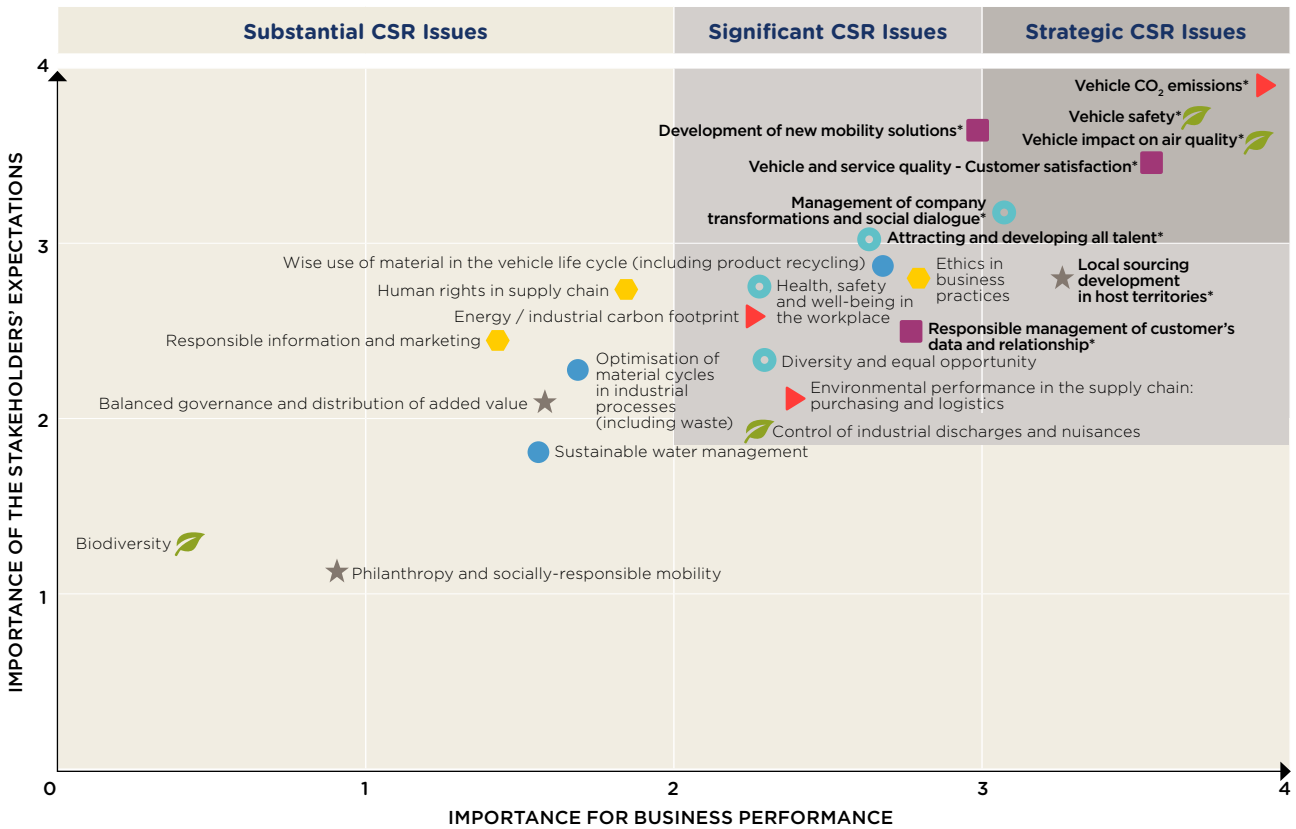 Substantial CSR Issues
Significant CSR Issues
Strategic CSR Issues
4
Vehicle CO2 emissions*
Vehicle safety*
Development of new mobility solutions*
Vehicle impact on air quality*
Vehicle and service quality - Customer satisfaction*
Management of company
transformations and social dialogue*
Attracting and developing all talent*
3
Wise use of material in the vehicle life cycle (including product recycling)
Ethics in
business
practices
Local sourcing
development
in host territories*
Human rights in supply chain
Health, safety
and well-being in
the workplace
Energy / industrial carbon footprint
Responsible management of customer's
data and relationship*
Responsible information and marketing
Optimisation of
material cycles
in industrial
processes
(including waste)
Diversity and equal opportunity
Environmental performance in the supply chain:
purchasing and logistics
Balanced governance and distribution of added value
2
Control of industrial discharges and nuisances
Sustainable water management
Biodiversity
Philanthropy and socially-responsible mobility
1
IMPORTANCE OF THE STAKEHOLDERS' EXPECTATIONS
0
1
2
3
4
IMPORTANCE FOR BUSINESS PERFORMANCE